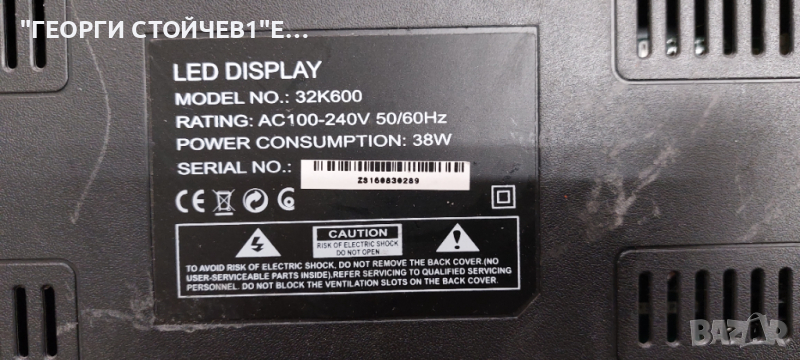 "ГЕОРГИ СТОЙЧЕВ1"Е...
LED DISPLAY
MODEL NO.: 32K600
RATING: AC100-240V 50/60Hz
POWER CONSUMPTION: 38W
SERIAL NO.:
ZS160830289
CAUTION
RISK OF ELECTRIC SHOCK
DO NOT OPEN
TO AVOID RISK OF ELECTRIC SHOCK, DO NOT REMOVE THE BACK COVER.(NO
USER-SERVICEABLE PARTS INSIDE).REFER SERVICING TO QUALIFIED SERVICING
PERSONNEL. DO NOT BLOCK THE VENTILATION SLOTS ON THE BACK COVER.
BAZAR